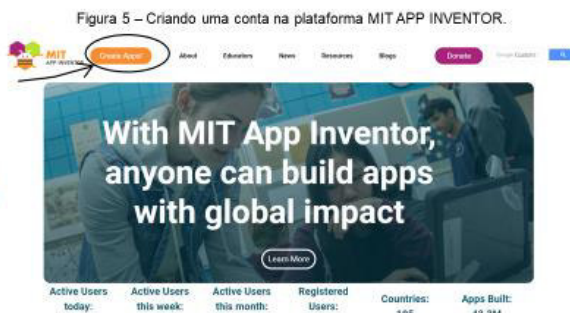 Figura 5 – Criando uma conta na plataforma MIT APP INVENTOR.
MIT
APP INVENTOR
Create Apps!
About
Educators
News
Resources
Blogs
Donate
With MIT App Inventor,
anyone can build apps
with global impact
Learn More
Active Users
today:
Active Users
this week:
Active Users
this month:
Registered
Users:
Countries:
Apps Built: